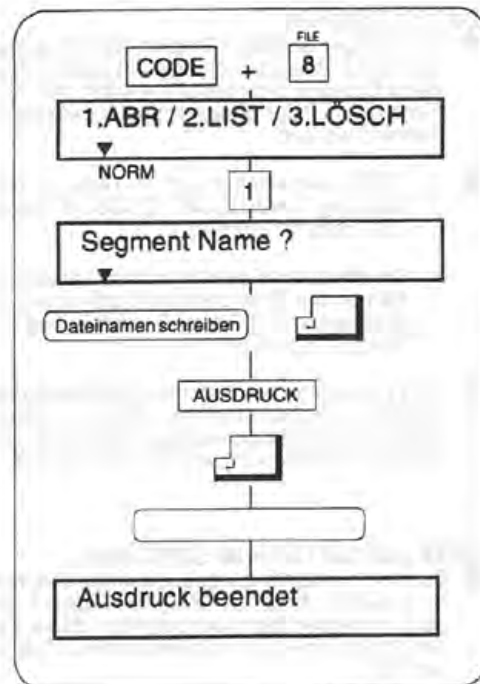 FILE
CODE + 8
1.ABR / 2.LIST / 3.LÖSCH
NORM
1
Segment Name ?
Dateinamen schreiben
AUSDRUCK
Ausdruck beendet